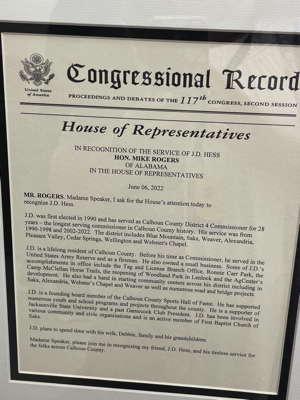 United States
of America
Congressional Record
PROCEEDINGS AND DEBATES OF THE 117th CONGRESS, SECOND SESSION
House of Representatives
IN RECOGNITION OF THE SERVICE OF J.D. HESS
HON. MIKE ROGERS
OF ALABAMA
IN THE HOUSE OF REPRESENTATIVES
June 06, 2022
MR. ROGERS. Madame Speaker, I ask for the House's attention today to
recognize J.D. Hess.
J.D. was first elected in 1990 and has served as Calhoun County District 4 Commissioner for 28
years – the longest serving commissioner in Calhoun County history. His service was from
1990-1998 and 2002-2022. The district includes Blue Mountain, Saks, Weaver, Alexandria,
Pleasant Valley, Cedar Springs, Wellington and Webster's Chapel.
J.D. is a lifelong resident of Calhoun County. Before his time as Commissioner, he served in the
United States Army Reserve and as a fireman. He also owned a small business. Some of J.D.'s
accomplishments in office include the Tag and License Branch Office, Ronnie Carr Park, the
Camp McClellan Horse Trails, the reopening of Woodland Park in Lenlock and the AgCenter's
development. He also had a hand in starting community centers across his district including in
Saks, Alexandria, Webster's Chapel and Weaver as well as numerous road and bridge projects.
J.D. is a founding board member of the Calhoun County Sports Hall of Fame. He has supported
numerous youth and school programs and projects throughout the county. He is a supporter of
Jacksonville State University and a past Gamecock Club President. J.D. has been involved in
various community and civic organizations and is an active member of First Baptist Church of
Saks.
J.D. plans to spend time with his wife, Debbie, family and his grandchildren.
Madame Speaker, please join me in recognizing my friend, J.D. Hess, and his tireless service for
the folks across Calhoun County.